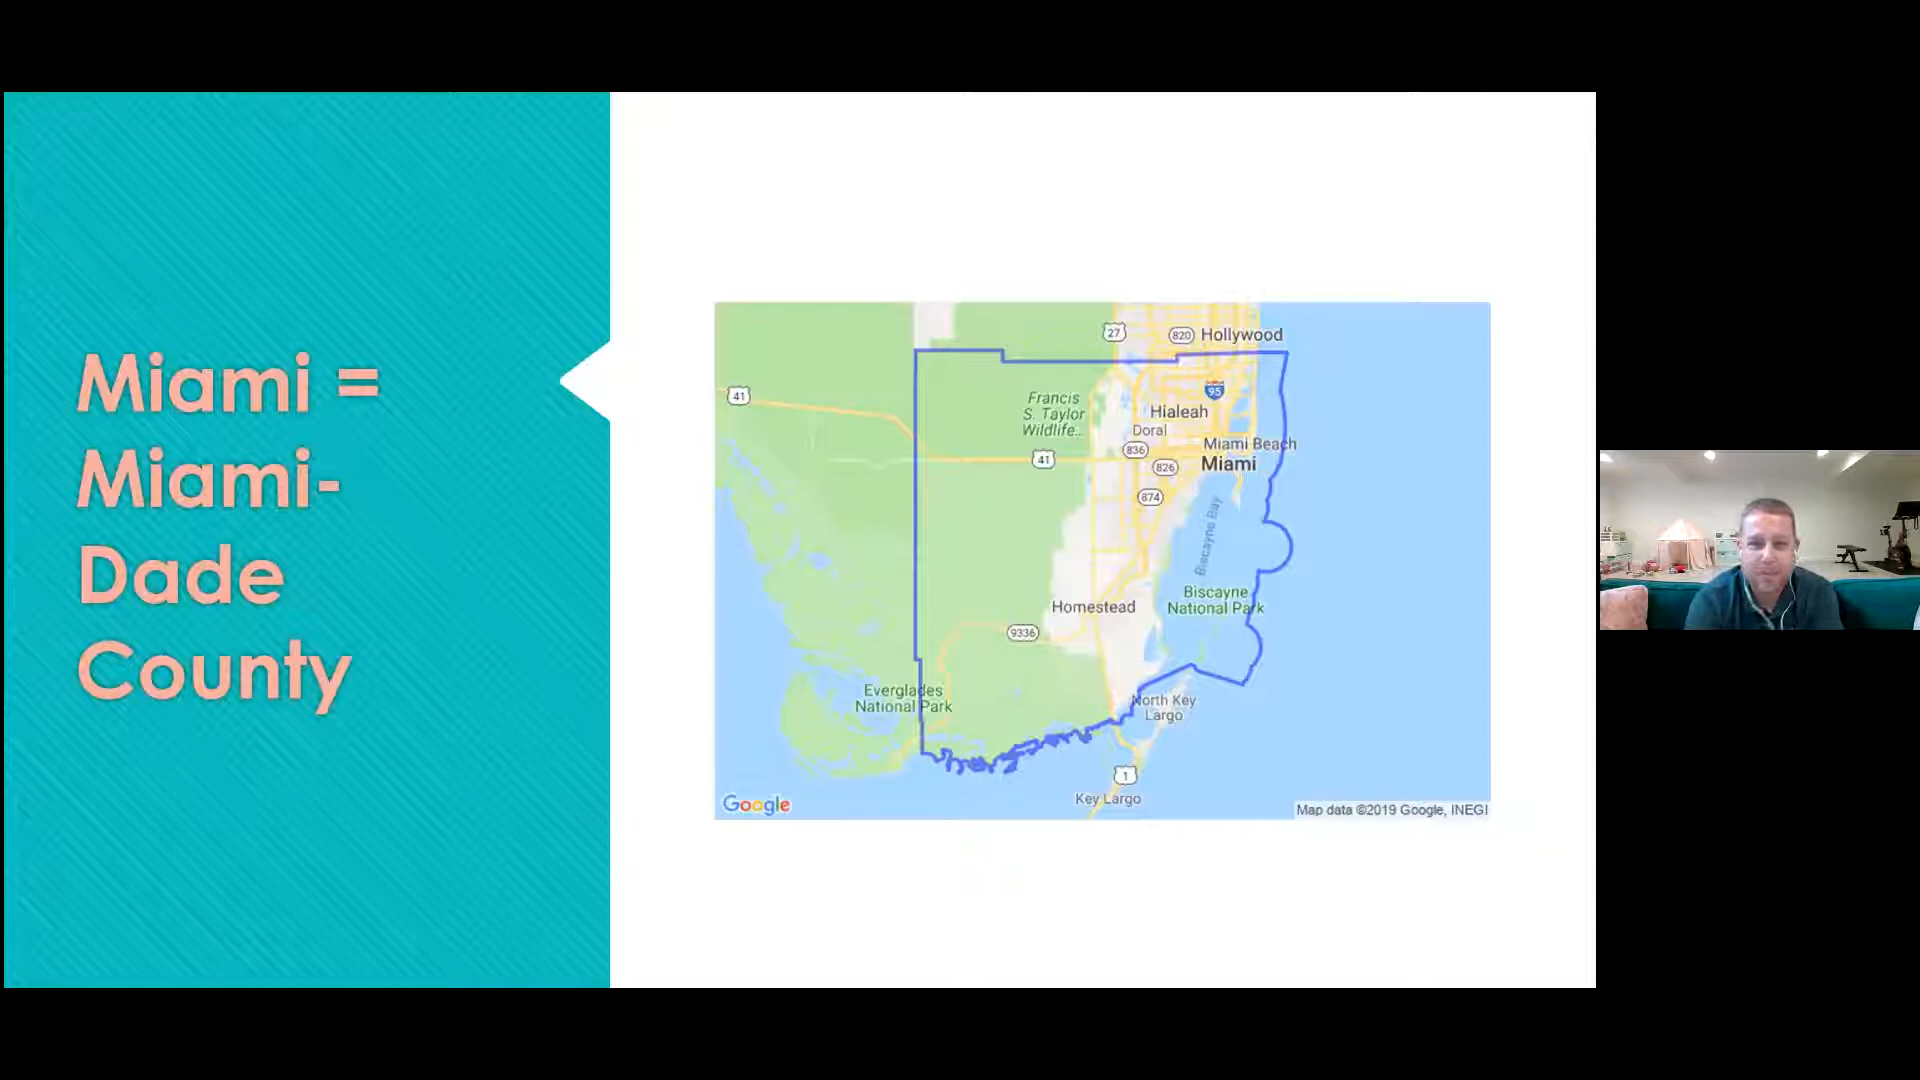 Miami =
Miami-
Dade
County
27
820
Hollywood
95
41
Francis
S. Taylor
Wildlife...
Hialeah
Doral
Miami Beach
836
41
826
Miami
874
Biscayne Bay
Biscayne
National Park
Homestead
9336
Everglades
National Park
North Key
Largo
1
Key Largo
Google
Map data ©2019 Google, INEGI